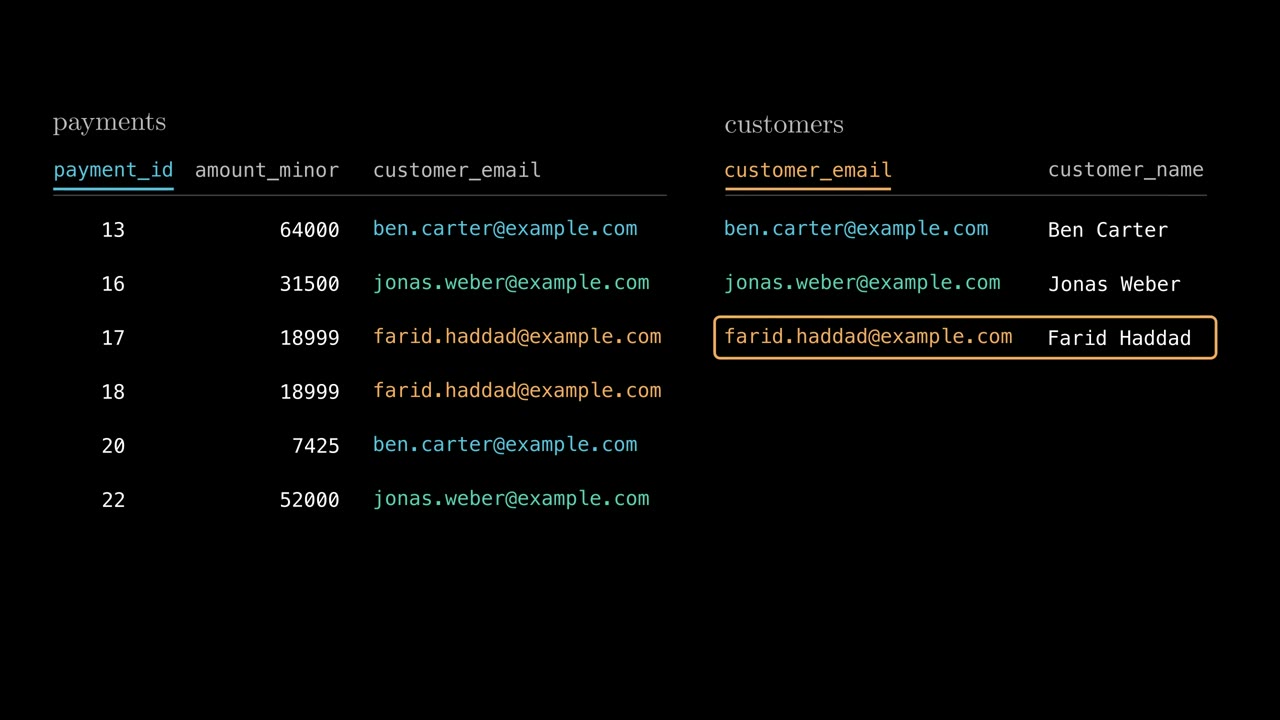 payments
payment_id amount_minor customer_email
13 64000 ben.carter@example.com
16 31500 jonas.weber@example.com
17 18999 farid.haddad@example.com
18 18999 farid.haddad@example.com
20 7425 ben.carter@example.com
22 52000 jonas.weber@example.com
customers
customer_email customer_name
ben.carter@example.com Ben Carter
jonas.weber@example.com Jonas Weber
farid.haddad@example.com Farid Haddad